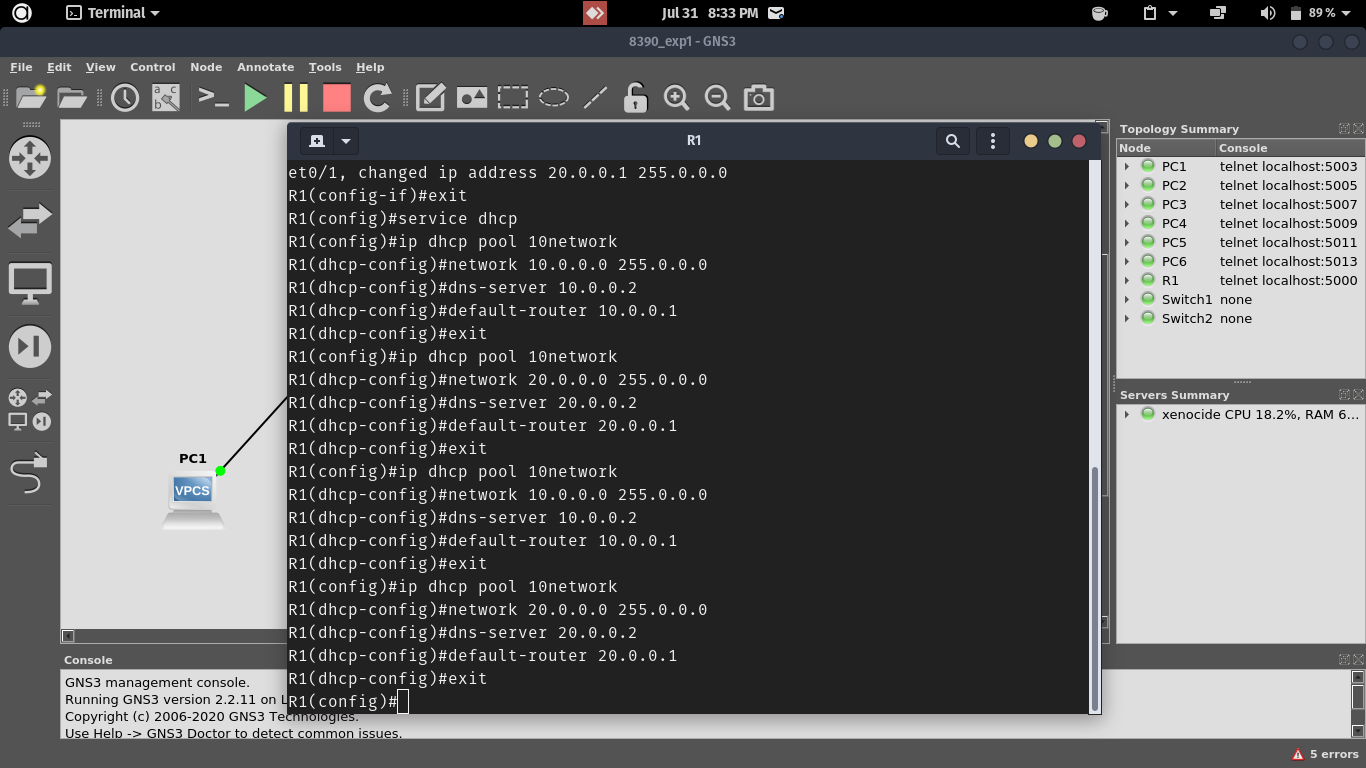 Terminal
Jul 31 8:33 PM
89 %
8390_exp1 - GNS3
File Edit View Control Node Annotate Tools Help
R1
et0/1, changed ip address 20.0.0.1 255.0.0.0
R1(config-if)#exit
R1(config)#service dhcp
R1(config)#ip dhcp pool 10network
R1(dhcp-config)#network 10.0.0.0 255.0.0.0
R1(dhcp-config)#dns-server 10.0.0.2
R1(dhcp-config)#default-router 10.0.0.1
R1(dhcp-config)#exit
R1(config)#ip dhcp pool 10network
R1(dhcp-config)#network 20.0.0.0 255.0.0.0
R1(dhcp-config)#dns-server 20.0.0.2
R1(dhcp-config)#default-router 20.0.0.1
R1(dhcp-config)#exit
R1(config)#ip dhcp pool 10network
R1(dhcp-config)#network 10.0.0.0 255.0.0.0
R1(dhcp-config)#dns-server 10.0.0.2
R1(dhcp-config)#default-router 10.0.0.1
R1(dhcp-config)#exit
R1(config)#ip dhcp pool 10network
R1(dhcp-config)#network 20.0.0.0 255.0.0.0
R1(dhcp-config)#dns-server 20.0.0.2
R1(dhcp-config)#default-router 20.0.0.1
R1(dhcp-config)#exit
R1(config)#
PC1
VPCS
Topology Summary
Node Console
PC1 telnet localhost:5003
PC2 telnet localhost:5005
PC3 telnet localhost:5007
PC4 telnet localhost:5009
PC5 telnet localhost:5011
PC6 telnet localhost:5013
R1 telnet localhost:5000
Switch1 none
Switch2 none
Servers Summary
xenocide CPU 18.2%, RAM 6...
Console
GNS3 management console.
Running GNS3 version 2.2.11 on
Copyright (c) 2006-2020 GNS3 Technologies.
Use Help -> GNS3 Doctor to detect common issues.
5 errors